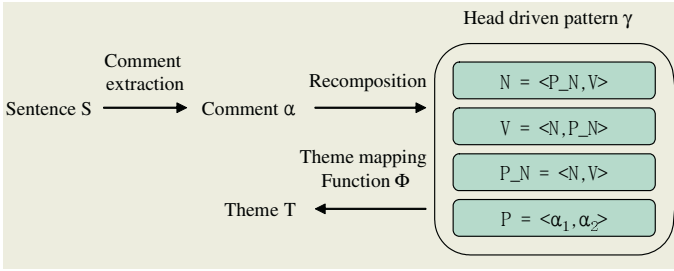 Head driven pattern γ
Comment
extraction
Sentence S
Comment α
Recomposition
N = <P_N,V>
V = <N,P_N>
P_N = <N,V>
P = <α₁,α₂>
Theme mapping
Function Φ
Theme T